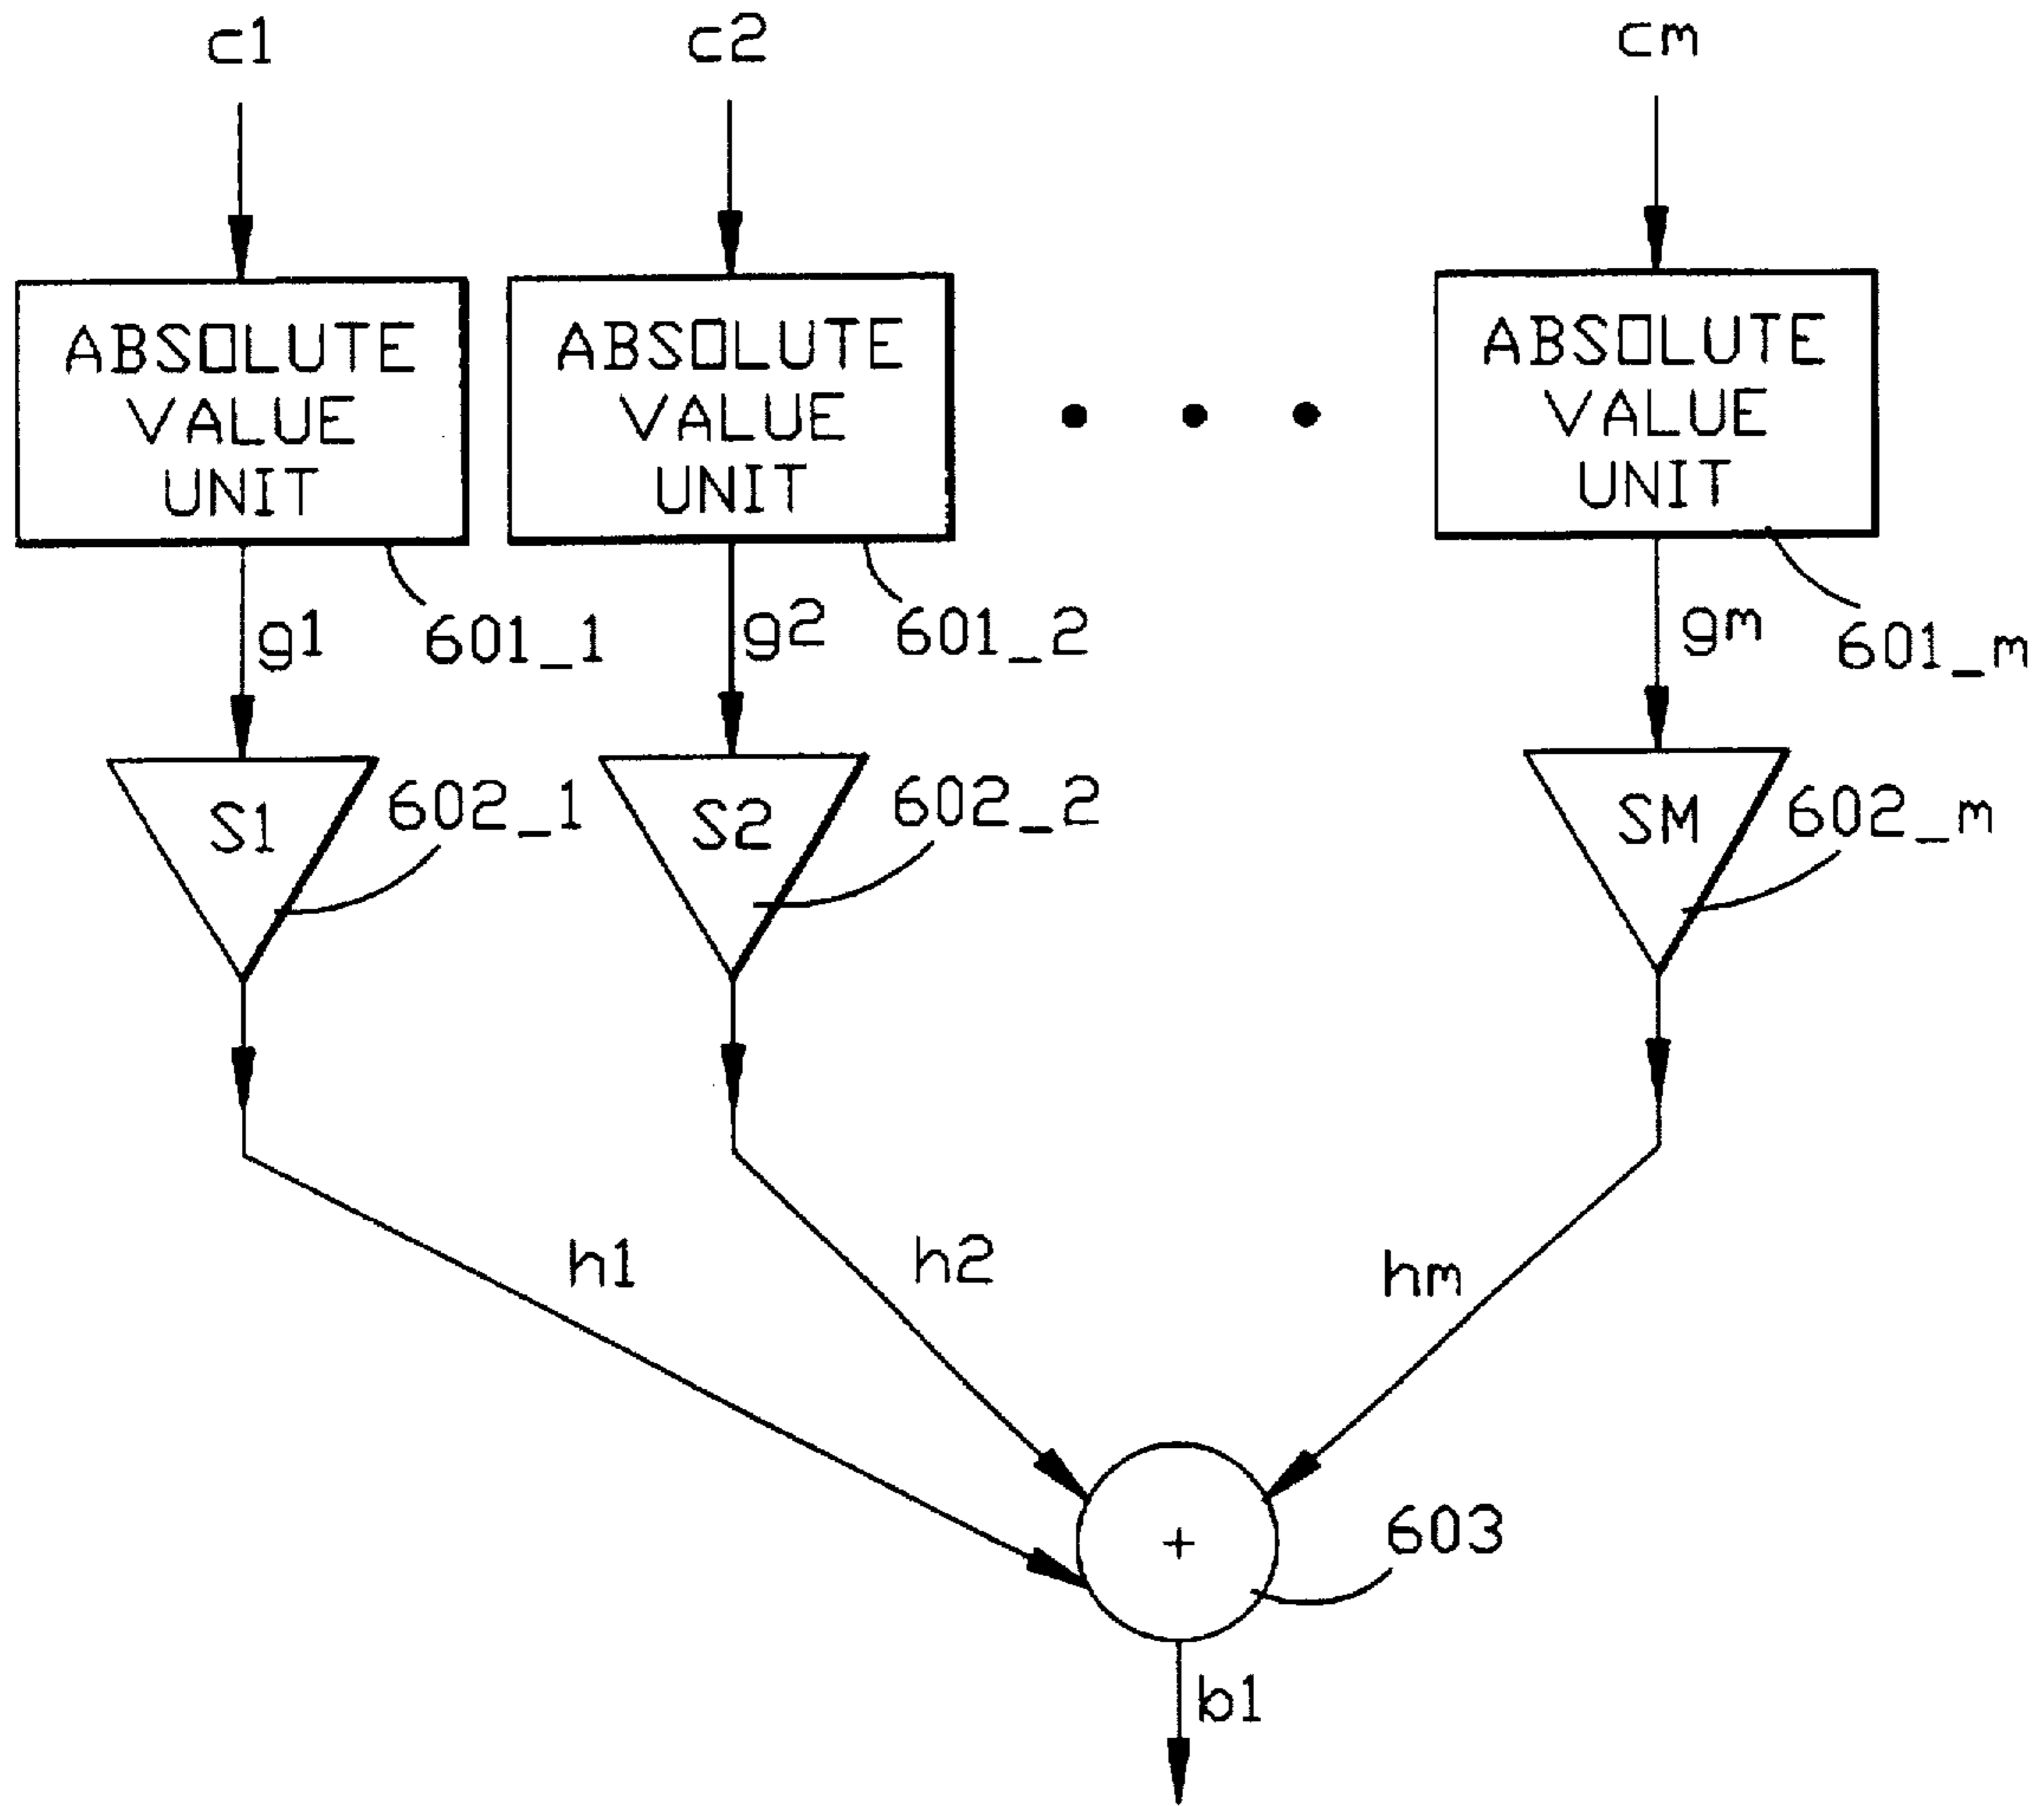 c1
c2
cm
ABSOLUTE
VALUE
UNIT
ABSOLUTE
VALUE
UNIT
ABSOLUTE
VALUE
UNIT
g1
601_1
g2
601_2
gm
601_m
S1
602_1
S2
602_2
SM
602_m
h1
h2
hm
+
603
b1